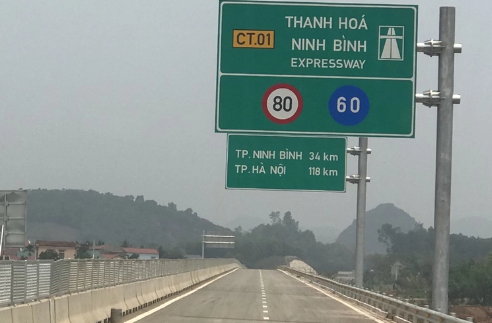 THANH HOÁ
CT.01
NINH BÌNH
EXPRESSWAY
80
60
TP. NINH BÌNH 34 km
TP. HÀ NỘI 118 km